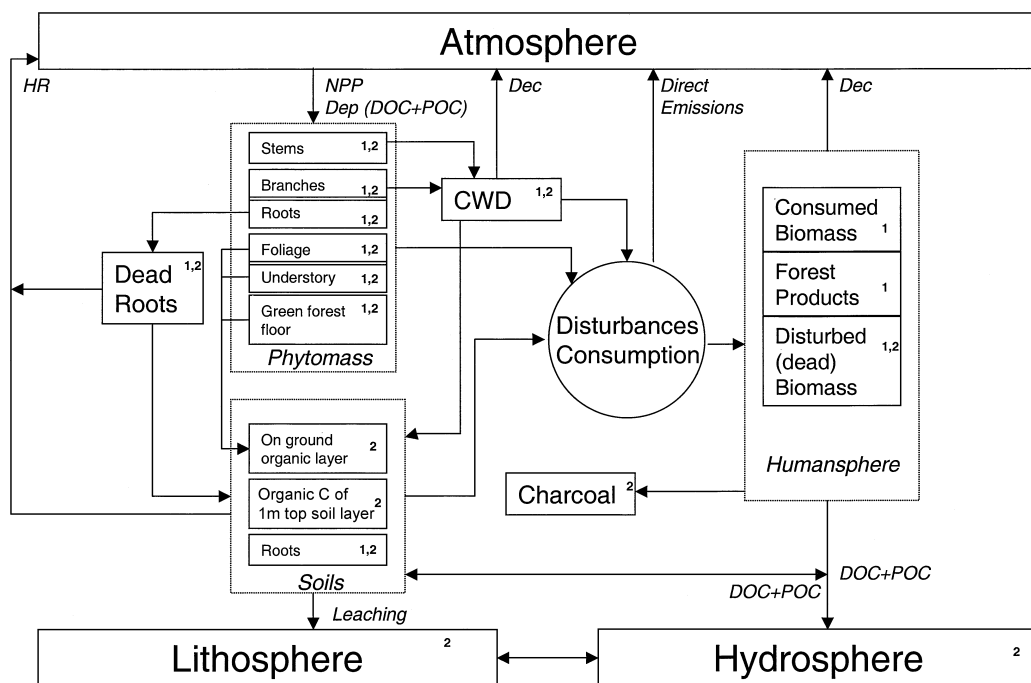 Atmosphere
HR
NPP
Dep (DOC+POC)
Dec
Direct
Emissions
Dec
Stems 1,2
Branches 1,2
Roots 1,2
Foliage 1,2
Understory 1,2
Green forest 1,2
floor
Phytomass
CWD 1,2
Dead 1,2
Roots
Disturbances
Consumption
Consumed
Biomass 1
Forest
Products 1
Disturbed 1,2
(dead)
Biomass
Humansphere
On ground
organic layer 2
Organic C of
1m top soil layer 2
Roots 1,2
Soils
Charcoal 2
DOC+POC
DOC+POC
Leaching
Lithosphere 2
Hydrosphere 2